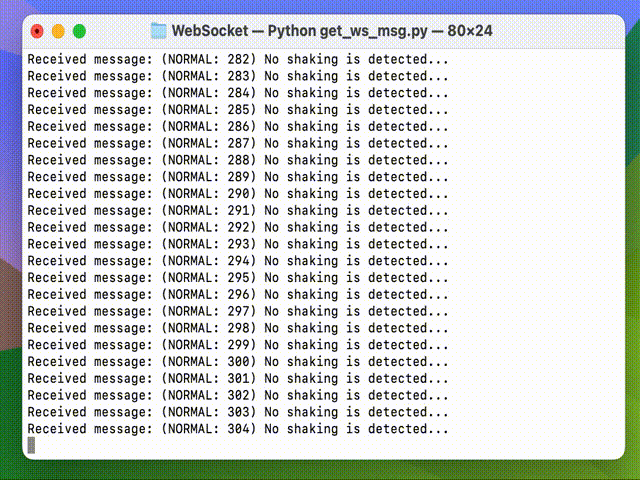 WebSocket — Python get_ws_msg.py — 80×24
Received message: (NORMAL: 282) No shaking is detected...
Received message: (NORMAL: 283) No shaking is detected...
Received message: (NORMAL: 284) No shaking is detected...
Received message: (NORMAL: 285) No shaking is detected...
Received message: (NORMAL: 286) No shaking is detected...
Received message: (NORMAL: 287) No shaking is detected...
Received message: (NORMAL: 288) No shaking is detected...
Received message: (NORMAL: 289) No shaking is detected...
Received message: (NORMAL: 290) No shaking is detected...
Received message: (NORMAL: 291) No shaking is detected...
Received message: (NORMAL: 292) No shaking is detected...
Received message: (NORMAL: 293) No shaking is detected...
Received message: (NORMAL: 294) No shaking is detected...
Received message: (NORMAL: 295) No shaking is detected...
Received message: (NORMAL: 296) No shaking is detected...
Received message: (NORMAL: 297) No shaking is detected...
Received message: (NORMAL: 298) No shaking is detected...
Received message: (NORMAL: 299) No shaking is detected...
Received message: (NORMAL: 300) No shaking is detected...
Received message: (NORMAL: 301) No shaking is detected...
Received message: (NORMAL: 302) No shaking is detected...
Received message: (NORMAL: 303) No shaking is detected...
Received message: (NORMAL: 304) No shaking is detected...